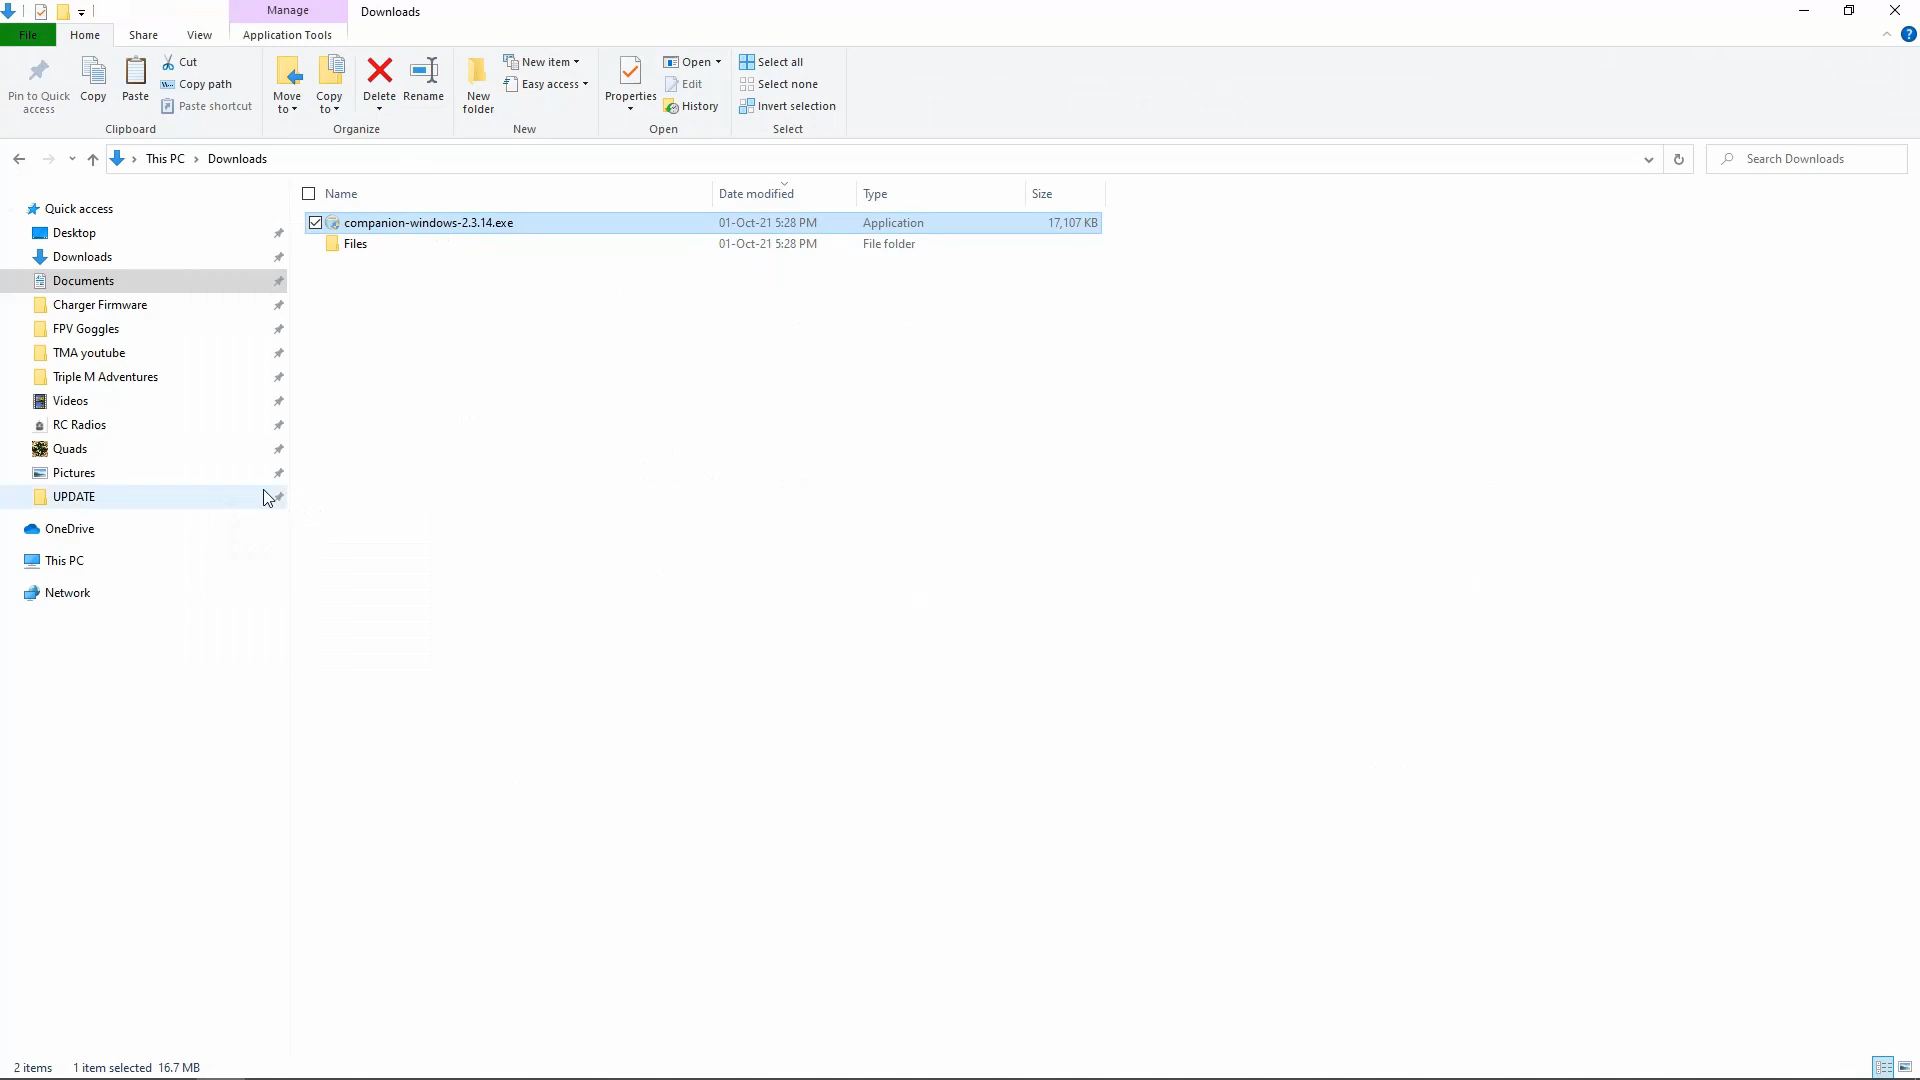 Manage
Downloads
File
Home
Share
View
Application Tools
Pin to Quick access
Copy
Paste
Cut
Copy path
Paste shortcut
Clipboard
Move to
Copy to
Delete
Rename
Organize
New folder
New item
Easy access
New
Properties
Open
Edit
History
Open
Select all
Select none
Invert selection
Select
This PC
Downloads
Search Downloads
Name
Date modified
Type
Size
companion-windows-2.3.14.exe 01-Oct-21 5:28 PM Application 17,107 KB
Files 01-Oct-21 5:28 PM File folder
Quick access
Desktop
Downloads
Documents
Charger Firmware
FPV Goggles
TMA youtube
Triple M Adventures
Videos
RC Radios
Quads
Pictures
UPDATE
OneDrive
This PC
Network
2 items 1 item selected 16.7 MB